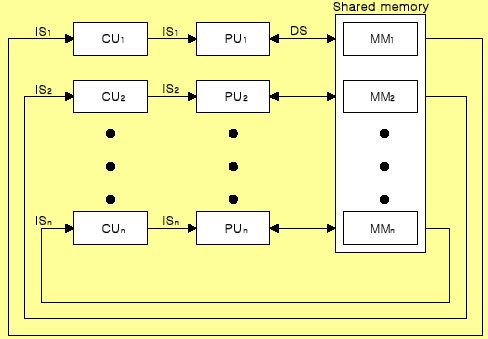 Shared memory
IS₁ CU₁ IS₁ PU₁ DS MM₁
IS₂ CU₂ IS₂ PU₂ MM₂
ISₙ CUₙ ISₙ PUₙ MMₙ